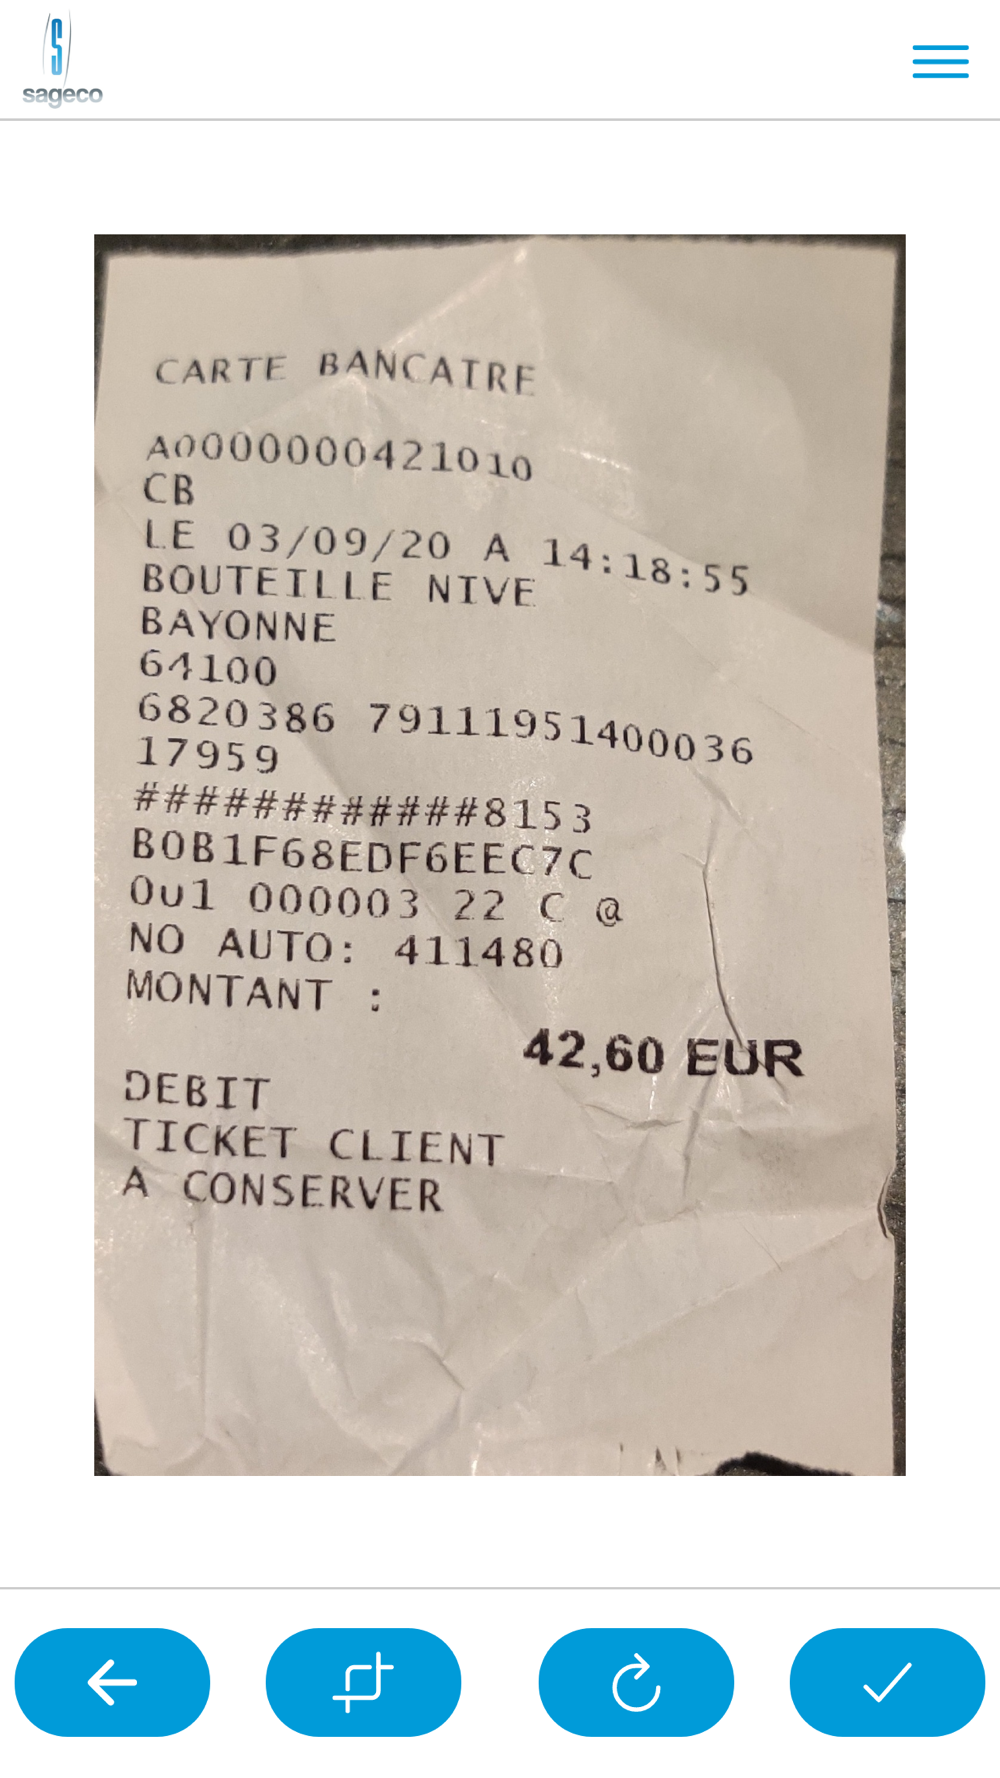 sageco
CARTE BANCAIRE
A0000000421010
CB
LE 03/09/20 A 14:18:55
BOUTEILLE NIVE
BAYONNE
64100
6820386 79111951400036
17959
############8153
B0B1F68EDF6EEC7C
001 000003 22 C @
NO AUTO: 411480
MONTANT :
42,60 EUR
DEBIT
TICKET CLIENT
A CONSERVER